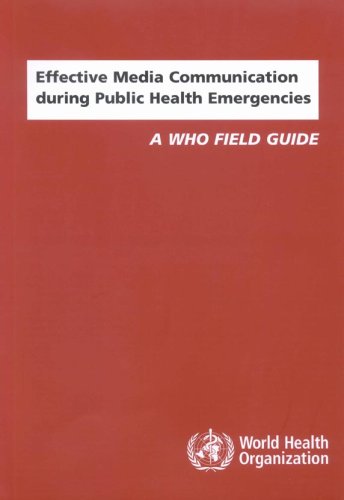 Effective Media Communication
during Public Health Emergencies
A WHO FIELD GUIDE
World Health
Organization